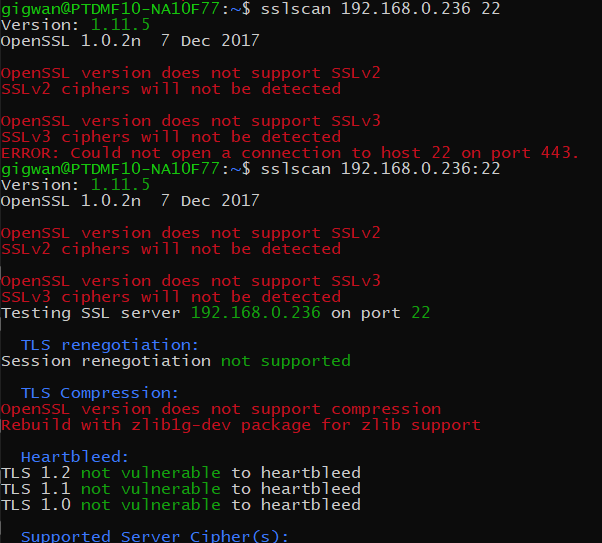 gigwan@PTDMF10-NA10F77:~$ sslscan 192.168.0.236 22
Version: 1.11.5
OpenSSL 1.0.2n  7 Dec 2017
OpenSSL version does not support SSLv2
SSLv2 ciphers will not be detected
OpenSSL version does not support SSLv3
SSLv3 ciphers will not be detected
ERROR: Could not open a connection to host 22 on port 443.
gigwan@PTDMF10-NA10F77:~$ sslscan 192.168.0.236:22
Version: 1.11.5
OpenSSL 1.0.2n  7 Dec 2017
OpenSSL version does not support SSLv2
SSLv2 ciphers will not be detected
OpenSSL version does not support SSLv3
SSLv3 ciphers will not be detected
Testing SSL server 192.168.0.236 on port 22
TLS renegotiation:
Session renegotiation not supported
TLS Compression:
OpenSSL version does not support compression
Rebuild with zlib1g-dev package for zlib support
Heartbleed:
TLS 1.2 not vulnerable to heartbleed
TLS 1.1 not vulnerable to heartbleed
TLS 1.0 not vulnerable to heartbleed
Supported Server Cipher(s):